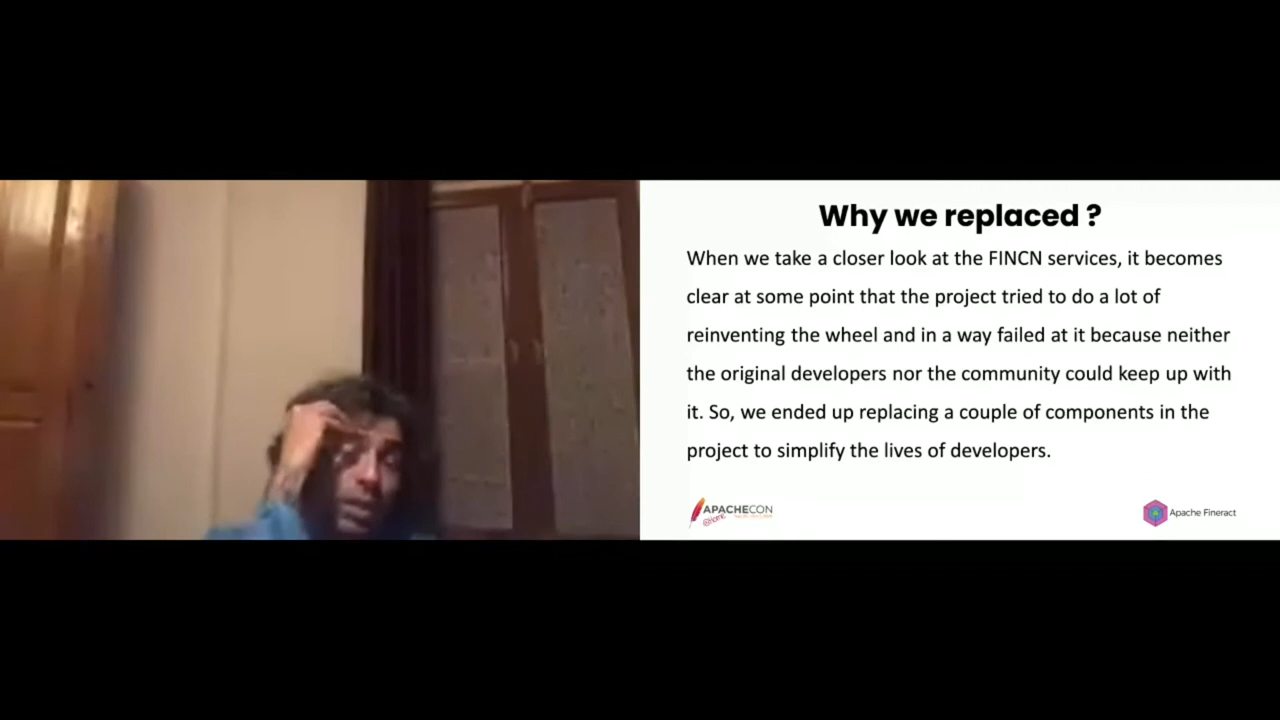 Why we replaced ?
When we take a closer look at the FINCN services, it becomes
clear at some point that the project tried to do a lot of
reinventing the wheel and in a way failed at it because neither
the original developers nor the community could keep up with
it. So, we ended up replacing a couple of components in the
project to simplify the lives of developers.
APACHECON
@Home
Apache Fineract